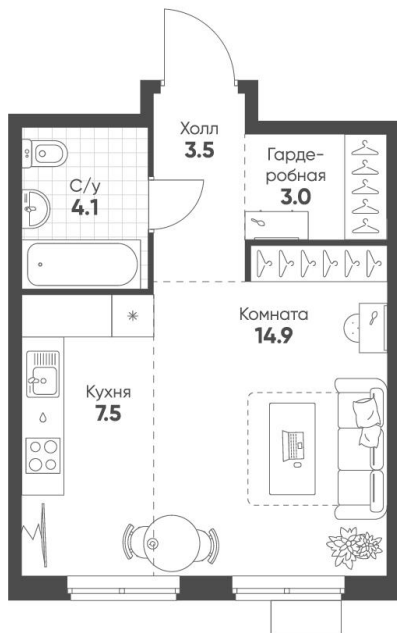 Холл
3.5
Гарде-
робная
3.0
С/у
4.1
Комната
14.9
Кухня
7.5